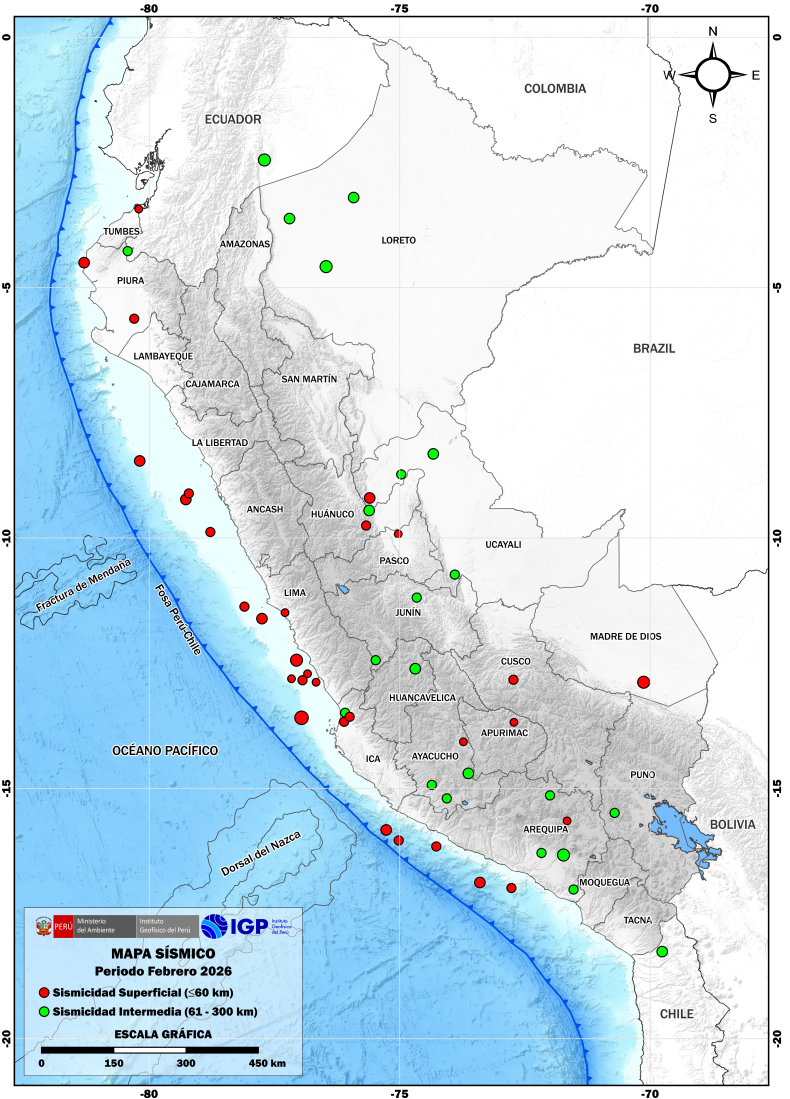 -80
-75
-70
0
0
N
W
E
S
COLOMBIA
ECUADOR
TUMBES
AMAZONAS
LORETO
PIURA
-5
-5
BRAZIL
LAMBAYEQUE
CAJAMARCA
SAN MARTÍN
LA LIBERTAD
ANCASH
HUÁNUCO
-10
-10
UCAYALI
PASCO
Fractura de Mendaña
LIMA
JUNÍN
Fosa Perú-Chile
MADRE DE DIOS
CUSCO
HUANCAVELICA
APURIMAC
OCÉANO PACÍFICO
ICA
AYACUCHO
PUNO
-15
-15
AREQUIPA
BOLIVIA
Dorsal del Nazca
MOQUEGUA
TACNA
CHILE
PERÚ
Ministerio
del Ambiente
Instituto
Geofísico del Perú
IGP
Instituto
Geofísico
del Perú
MAPA SÍSMICO
Periodo Febrero 2026
Sismicidad Superficial (≤60 km)
Sismicidad Intermedia (61 - 300 km)
ESCALA GRÁFICA
0
150
300
450 km
-20
-20
-80
-75
-70